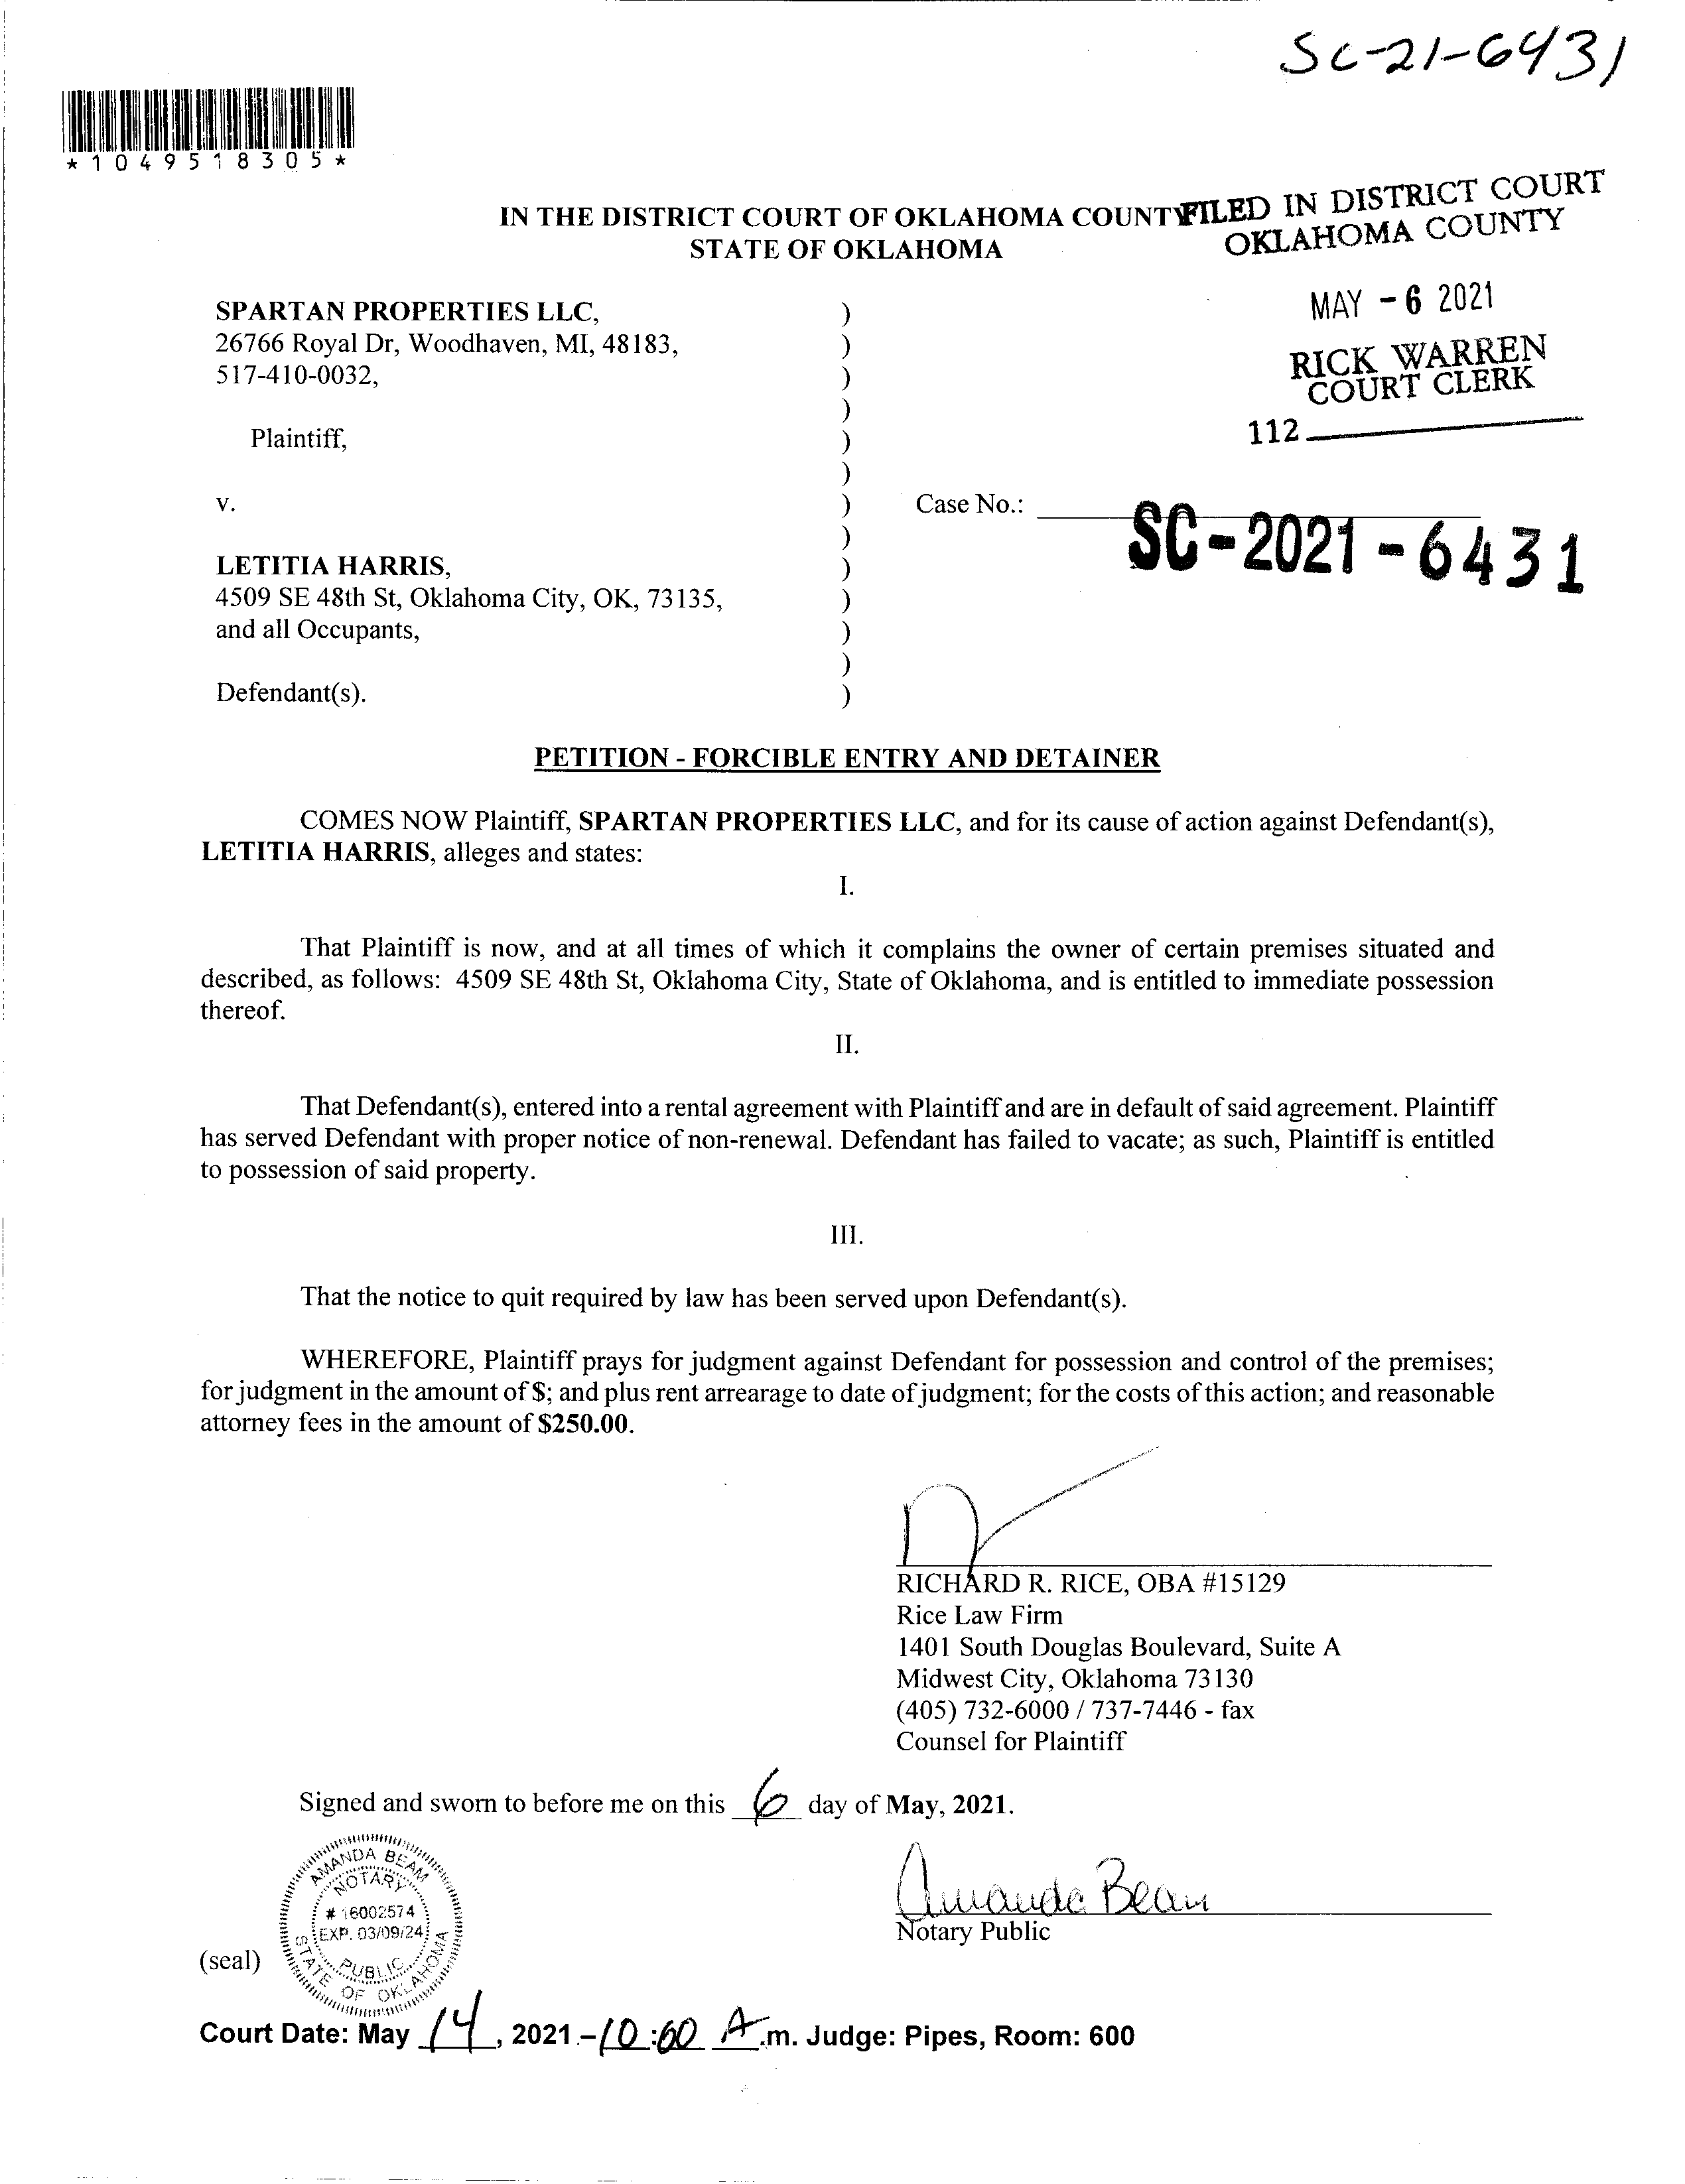 SC-21-6431
*1049518305*
IN THE DISTRICT COURT OF OKLAHOMA COUNTY
STATE OF OKLAHOMA
FILED IN DISTRICT COURT
OKLAHOMA COUNTY
MAY - 6 2021
RICK WARREN
COURT CLERK
112
SPARTAN PROPERTIES LLC, )
26766 Royal Dr, Woodhaven, MI, 48183, )
517-410-0032, )
)
Plaintiff, )
)
v. ) Case No.: SC-2021-6431
)
LETITIA HARRIS, )
4509 SE 48th St, Oklahoma City, OK, 73135, )
and all Occupants, )
)
Defendant(s). )
PETITION - FORCIBLE ENTRY AND DETAINER
COMES NOW Plaintiff, SPARTAN PROPERTIES LLC, and for its cause of action against Defendant(s),
LETITIA HARRIS, alleges and states:
I.
That Plaintiff is now, and at all times of which it complains the owner of certain premises situated and
described, as follows: 4509 SE 48th St, Oklahoma City, State of Oklahoma, and is entitled to immediate possession
thereof.
II.
That Defendant(s), entered into a rental agreement with Plaintiff and are in default of said agreement. Plaintiff
has served Defendant with proper notice of non-renewal. Defendant has failed to vacate; as such, Plaintiff is entitled
to possession of said property.
III.
That the notice to quit required by law has been served upon Defendant(s).
WHEREFORE, Plaintiff prays for judgment against Defendant for possession and control of the premises;
for judgment in the amount of $; and plus rent arrearage to date of judgment; for the costs of this action; and reasonable
attorney fees in the amount of $250.00.
RICHARD R. RICE, OBA #15129
Rice Law Firm
1401 South Douglas Boulevard, Suite A
Midwest City, Oklahoma 73130
(405) 732-6000 / 737-7446 - fax
Counsel for Plaintiff
Signed and sworn to before me on this 6 day of May, 2021.
AMANDA BEAM
NOTARY
# 16002574
EXP. 03/09/24
PUBLIC
STATE OF OKLAHOMA
Amanda Beam
Notary Public
(seal)
Court Date: May 14, 2021 - 10:00 A.m. Judge: Pipes, Room: 600